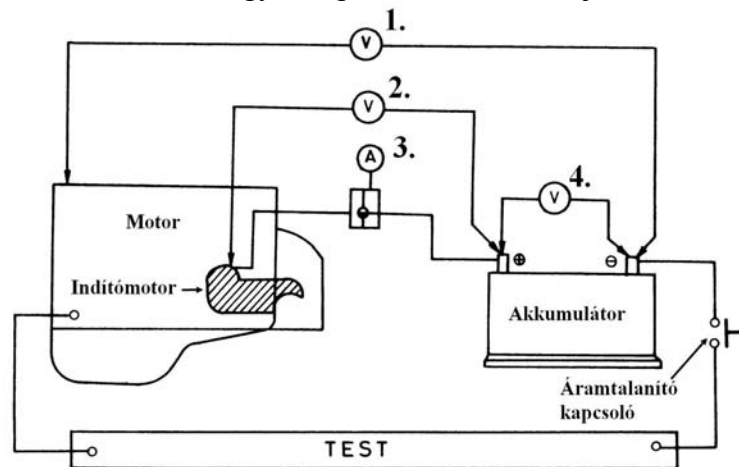 1.
V
2.
V
3.
A
4.
V
Motor
Indítómotor
⊕
⊖
Akkumulátor
Áramtalanító
kapcsoló
TEST